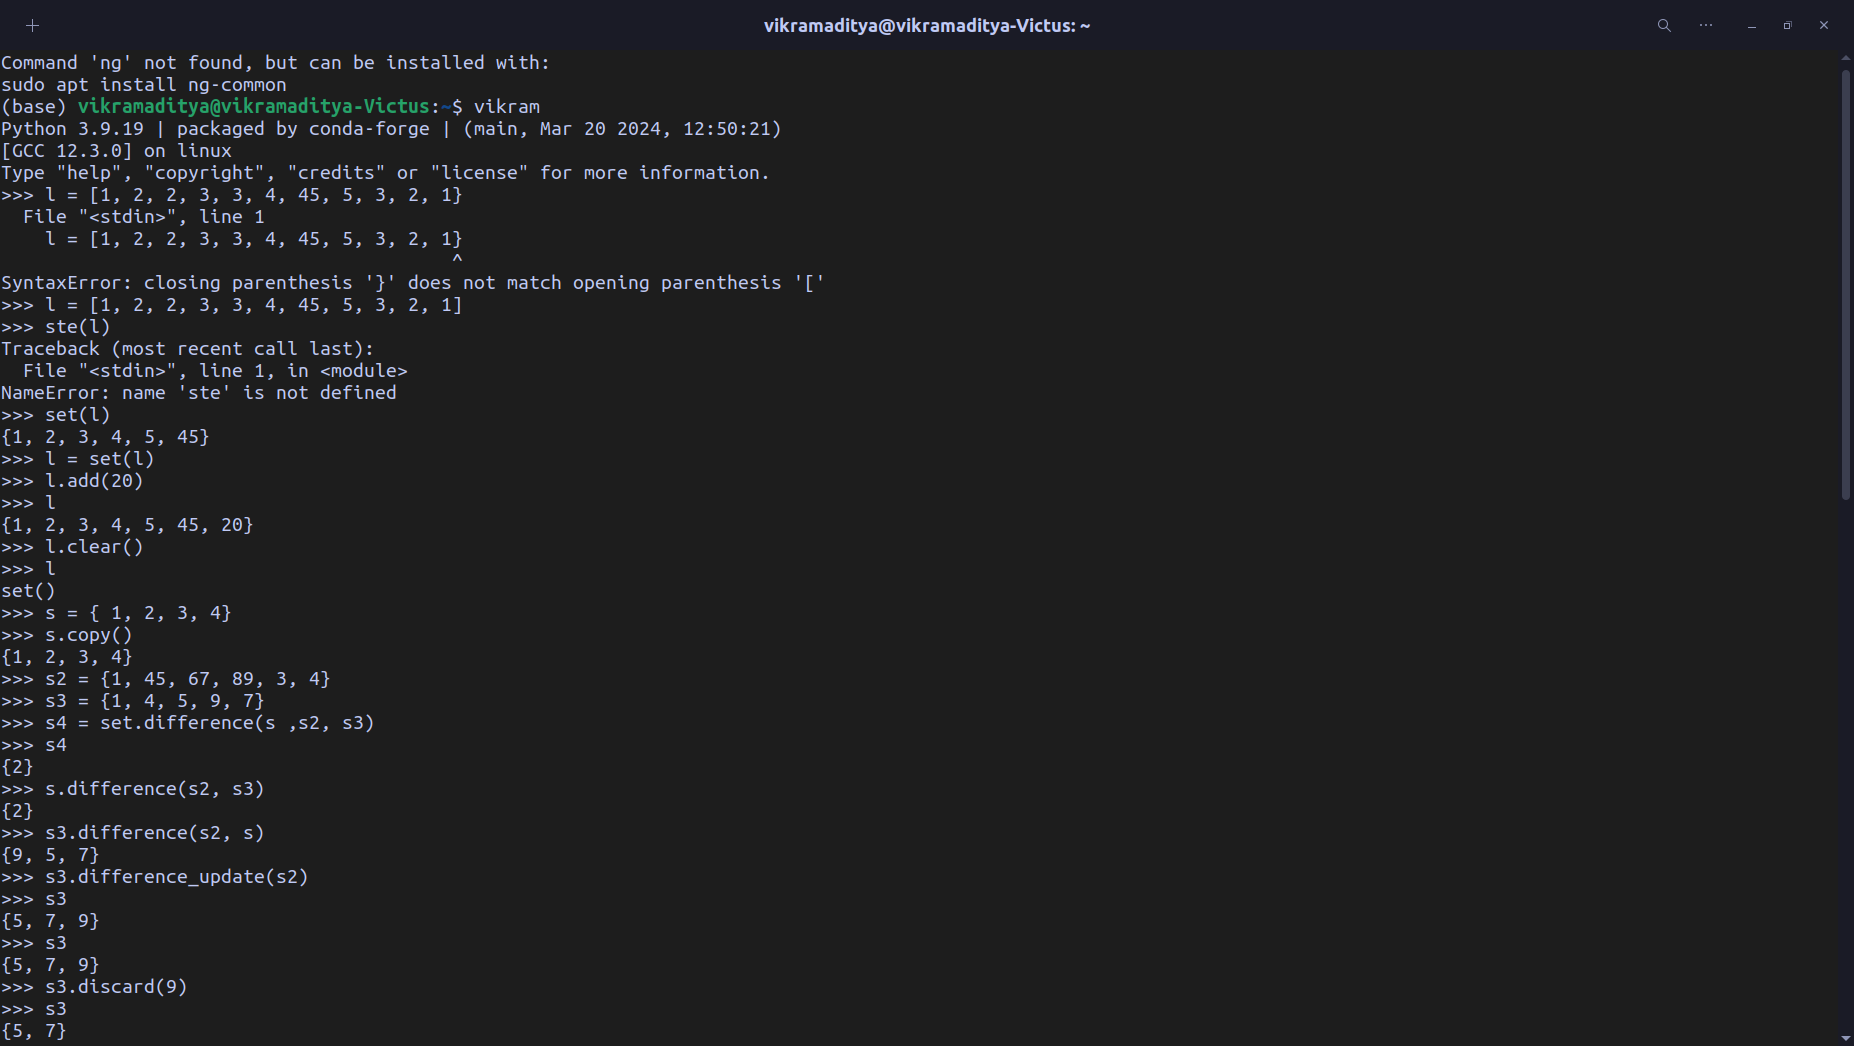 vikramaditya@vikramaditya-Victus: ~
Command 'ng' not found, but can be installed with:
sudo apt install ng-common
(base) vikramaditya@vikramaditya-Victus:~$ vikram
Python 3.9.19 | packaged by conda-forge | (main, Mar 20 2024, 12:50:21)
[GCC 12.3.0] on linux
Type "help", "copyright", "credits" or "license" for more information.
>>> l = [1, 2, 2, 3, 3, 4, 45, 5, 3, 2, 1}
  File "<stdin>", line 1
    l = [1, 2, 2, 3, 3, 4, 45, 5, 3, 2, 1}
                                         ^
SyntaxError: closing parenthesis '}' does not match opening parenthesis '['
>>> l = [1, 2, 2, 3, 3, 4, 45, 5, 3, 2, 1]
>>> ste(l)
Traceback (most recent call last):
  File "<stdin>", line 1, in <module>
NameError: name 'ste' is not defined
>>> set(l)
{1, 2, 3, 4, 5, 45}
>>> l = set(l)
>>> l.add(20)
>>> l
{1, 2, 3, 4, 5, 45, 20}
>>> l.clear()
>>> l
set()
>>> s = { 1, 2, 3, 4}
>>> s.copy()
{1, 2, 3, 4}
>>> s2 = {1, 45, 67, 89, 3, 4}
>>> s3 = {1, 4, 5, 9, 7}
>>> s4 = set.difference(s ,s2, s3)
>>> s4
{2}
>>> s.difference(s2, s3)
{2}
>>> s3.difference(s2, s)
{9, 5, 7}
>>> s3.difference_update(s2)
>>> s3
{5, 7, 9}
>>> s3
{5, 7, 9}
>>> s3.discard(9)
>>> s3
{5, 7}